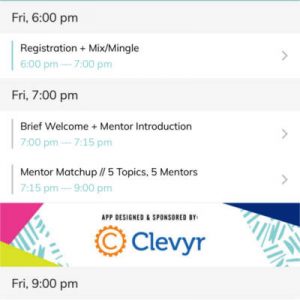 Fri, 6:00 pm
Registration + Mix/Mingle
6:00 pm — 7:00 pm
Fri, 7:00 pm
Brief Welcome + Mentor Introduction
7:00 pm — 7:15 pm
Mentor Matchup // 5 Topics, 5 Mentors
7:15 pm — 9:00 pm
APP DESIGNED & SPONSORED BY:
Clevyr
Fri, 9:00 pm